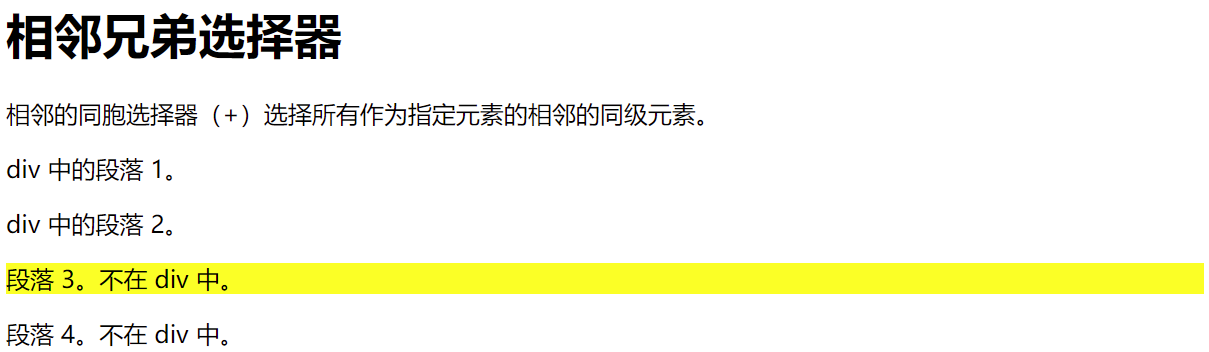 相邻兄弟选择器
相邻的同胞选择器（+）选择所有作为指定元素的相邻的同级元素。
div 中的段落 1。
div 中的段落 2。
段落 3。不在 div 中。
段落 4。不在 div 中。